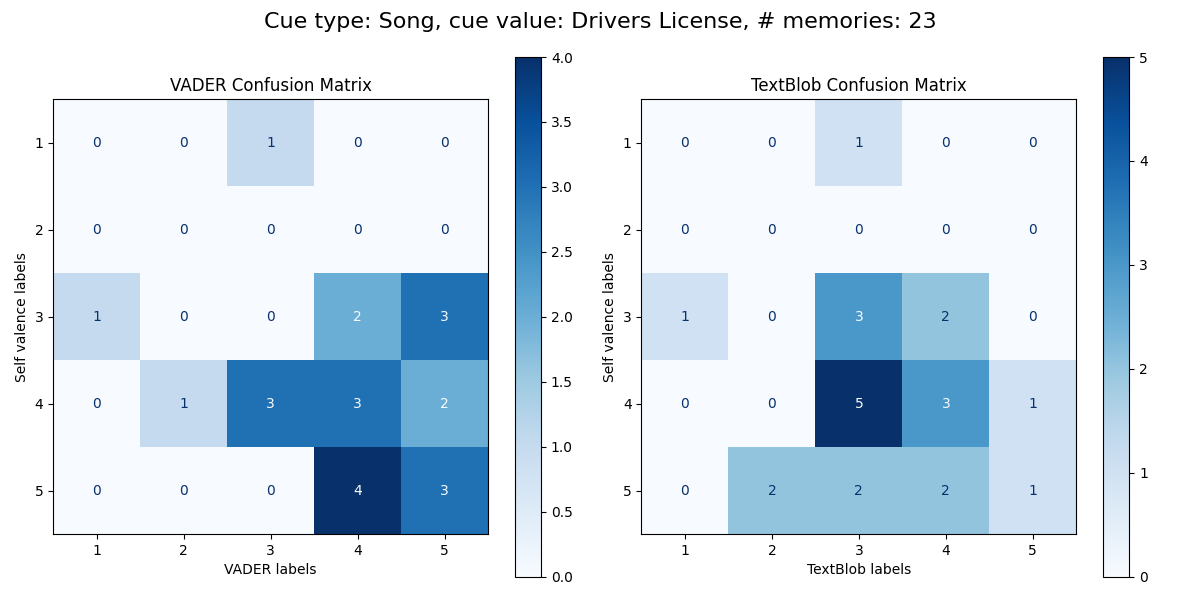 Cue type: Song, cue value: Drivers License, # memories: 23
VADER Confusion Matrix
Self valence labels
1 0 0 1 0 0
2 0 0 0 0 0
3 1 0 0 2 3
4 0 1 3 3 2
5 0 0 0 4 3
1 2 3 4 5
VADER labels
4.0
3.5
3.0
2.5
2.0
1.5
1.0
0.5
0.0
TextBlob Confusion Matrix
Self valence labels
1 0 0 1 0 0
2 0 0 0 0 0
3 1 0 3 2 0
4 0 0 5 3 1
5 0 2 2 2 1
1 2 3 4 5
TextBlob labels
5
4
3
2
1
0